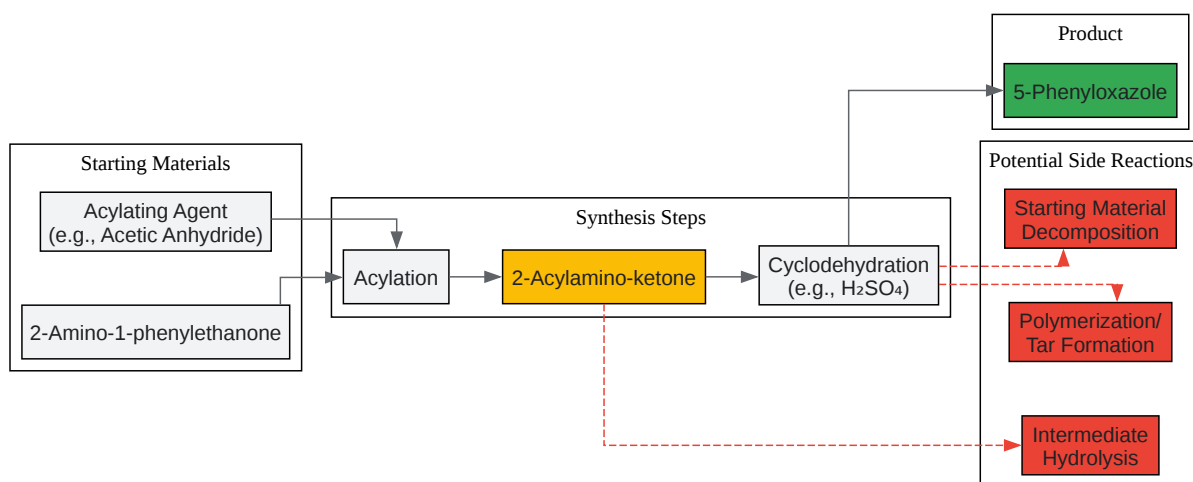 Product
5-Phenyloxazole
Starting Materials
Acylating Agent
(e.g., Acetic Anhydride)
2-Amino-1-phenylethanone
Synthesis Steps
Acylation
2-Acylamino-ketone
Cyclodehydration
(e.g., H₂SO₄)
Potential Side Reactions
Starting Material
Decomposition
Polymerization/
Tar Formation
Intermediate
Hydrolysis